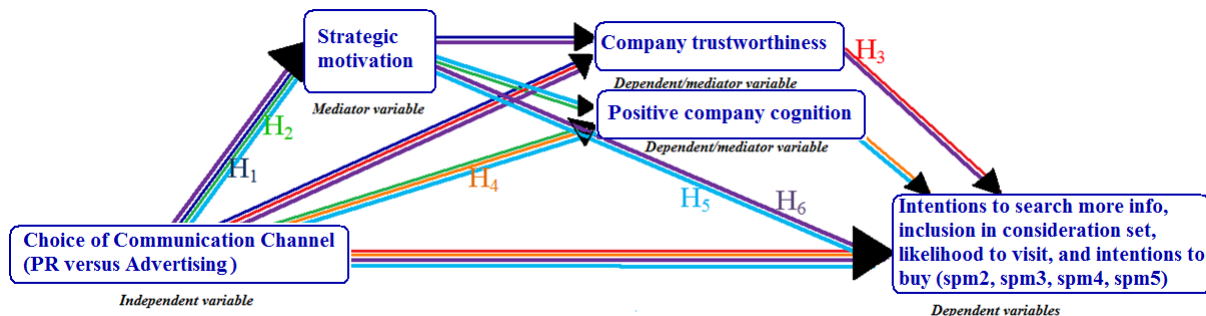 Strategic
motivation
Mediator variable
Company trustworthiness
Dependent/mediator variable
H3
Positive company cognition
Dependent/mediator variable
H2
H1
H4
H5
H6
Choice of Communication Channel
(PR versus Advertising)
Independent variable
Intentions to search more info,
inclusion in consideration set,
likelihood to visit, and intentions to
buy (spm2, spm3, spm4, spm5)
Dependent variables